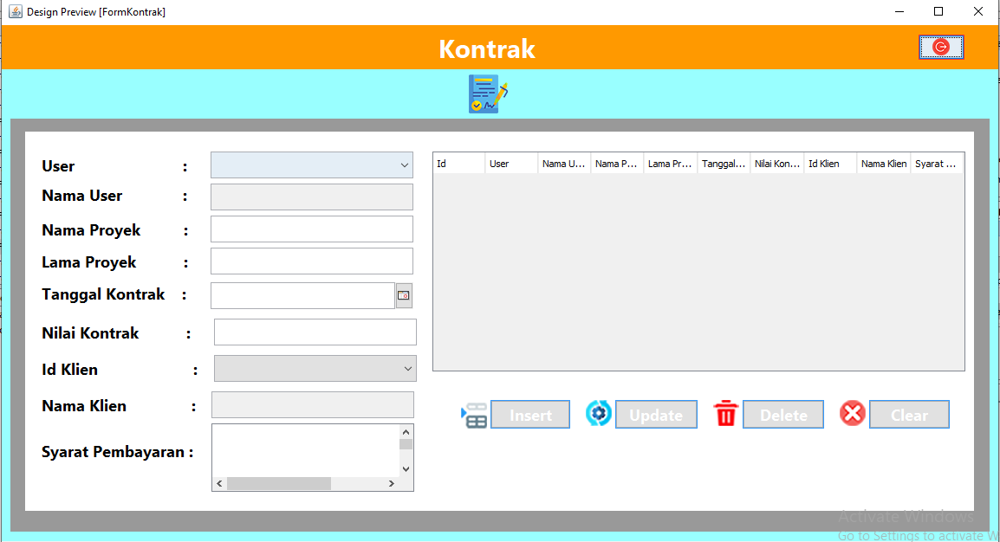 Design Preview [FormKontrak]
Kontrak
User :
Nama User :
Nama Proyek :
Lama Proyek :
Tanggal Kontrak :
Nilai Kontrak :
Id Klien :
Nama Klien :
Syarat Pembayaran :
Id User Nama U... Nama P... Lama Pr... Tanggal... Nilai Kon... Id Klien Nama Klien Syarat ...
Insert Update Delete Clear
Activate Windows
Go to Settings to activate W